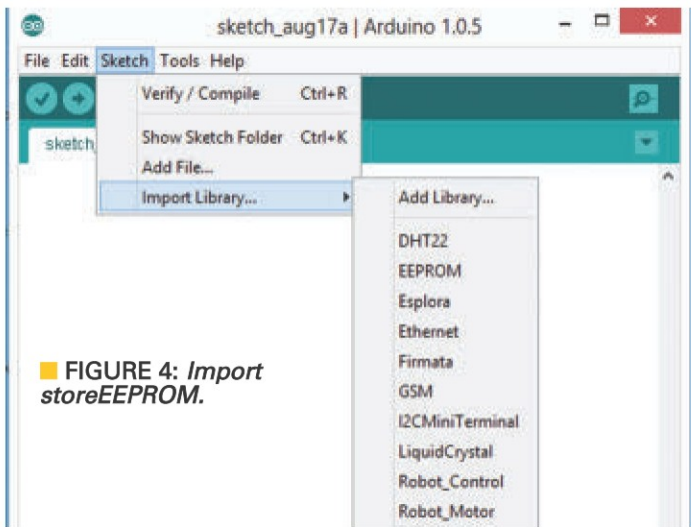 sketch_aug17a | Arduino 1.0.5
File Edit Sketch Tools Help
Verify / Compile Ctrl+R
Show Sketch Folder Ctrl+K
sketch_
Add File...
Import Library...
Add Library...
DHT22
EEPROM
Esplora
Ethernet
Firmata
GSM
I2CMiniTerminal
LiquidCrystal
Robot_Control
Robot_Motor
FIGURE 4: Import
storeEEPROM.